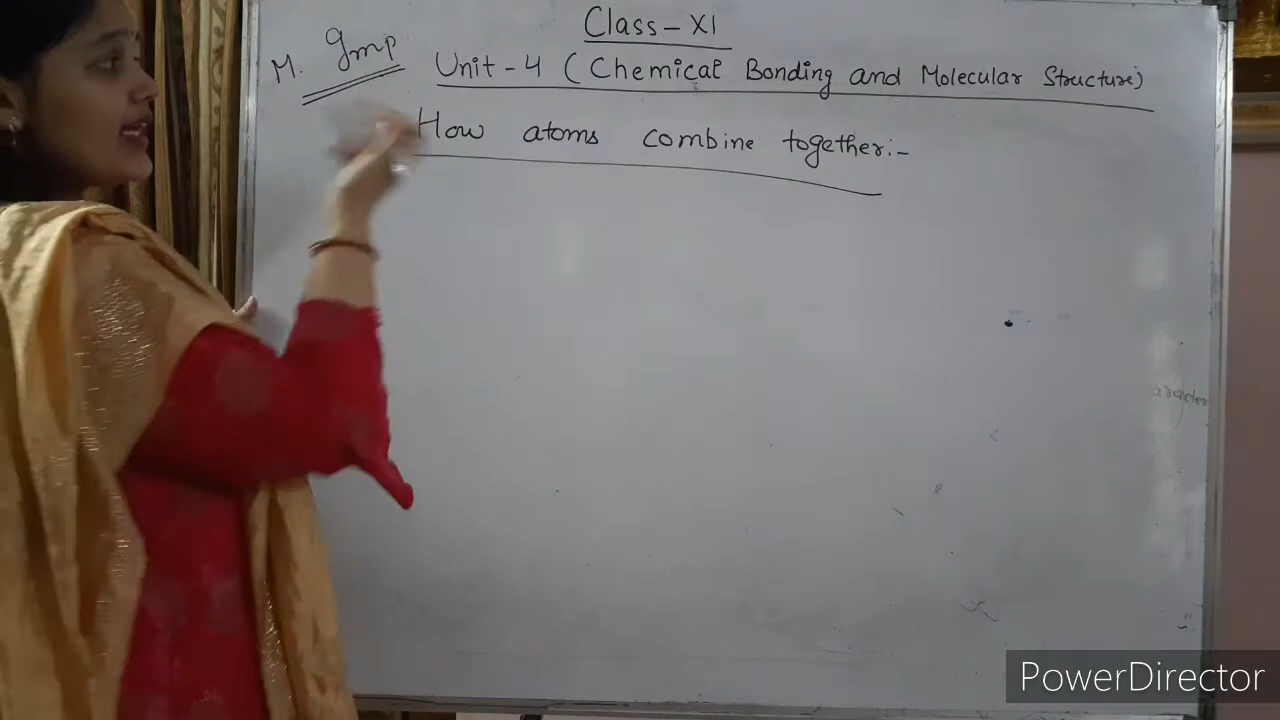 Class - XI
M. Imp
Unit - 4 (Chemical Bonding and Molecular Structure)
How atoms combine together:-
PowerDirector